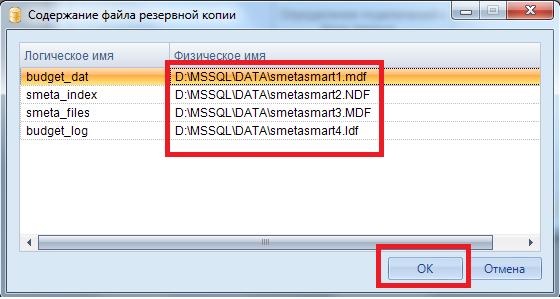 Содержание файла резервной копии
Логическое имя Физическое имя
budget_dat D:\MSSQL\DATA\smetasmart1.mdf
smeta_index D:\MSSQL\DATA\smetasmart2.NDF
smeta_files D:\MSSQL\DATA\smetasmart3.MDF
budget_log D:\MSSQL\DATA\smetasmart4.ldf
OK Отмена